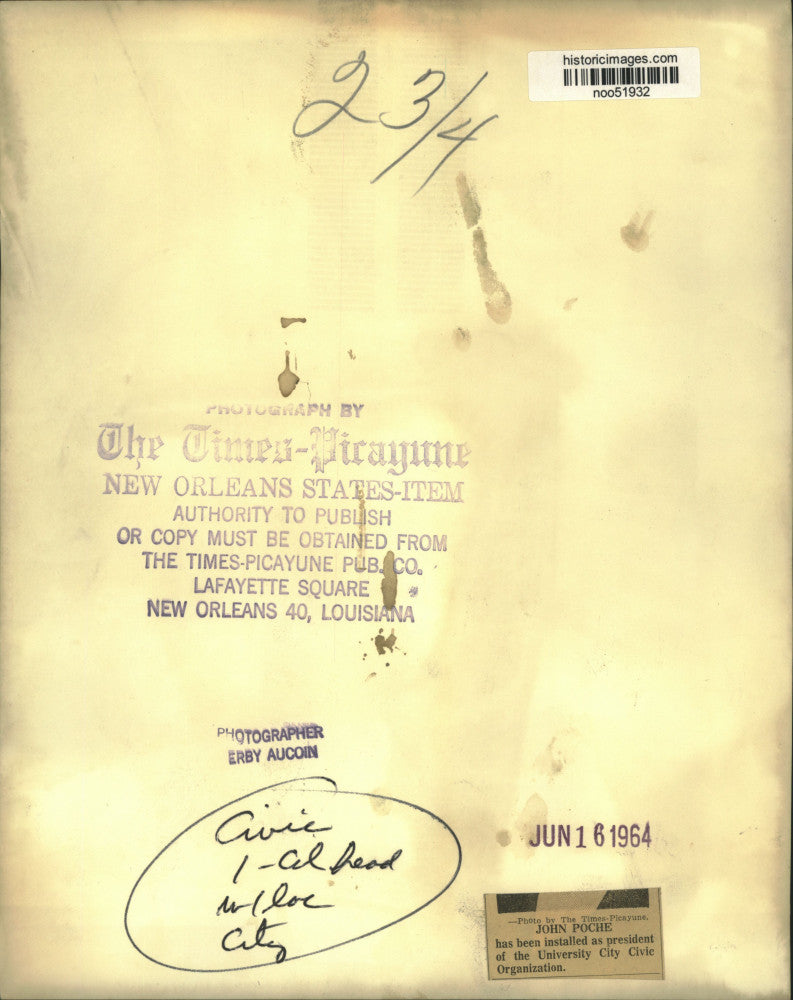 historicimages.com
noo51932
2 3/4
PHOTOGRAPH BY
The Times-Picayune
NEW ORLEANS STATES-ITEM
AUTHORITY TO PUBLISH
OR COPY MUST BE OBTAINED FROM
THE TIMES-PICAYUNE PUB. CO.
LAFAYETTE SQUARE
NEW ORLEANS 40, LOUISIANA
PHOTOGRAPHER
ERBY AUCOIN
Civic
1-Col head
w/loc
City
JUN 16 1964
—Photo by The Times-Picayune.
JOHN POCHE
has been installed as president
of the University City Civic
Organization.